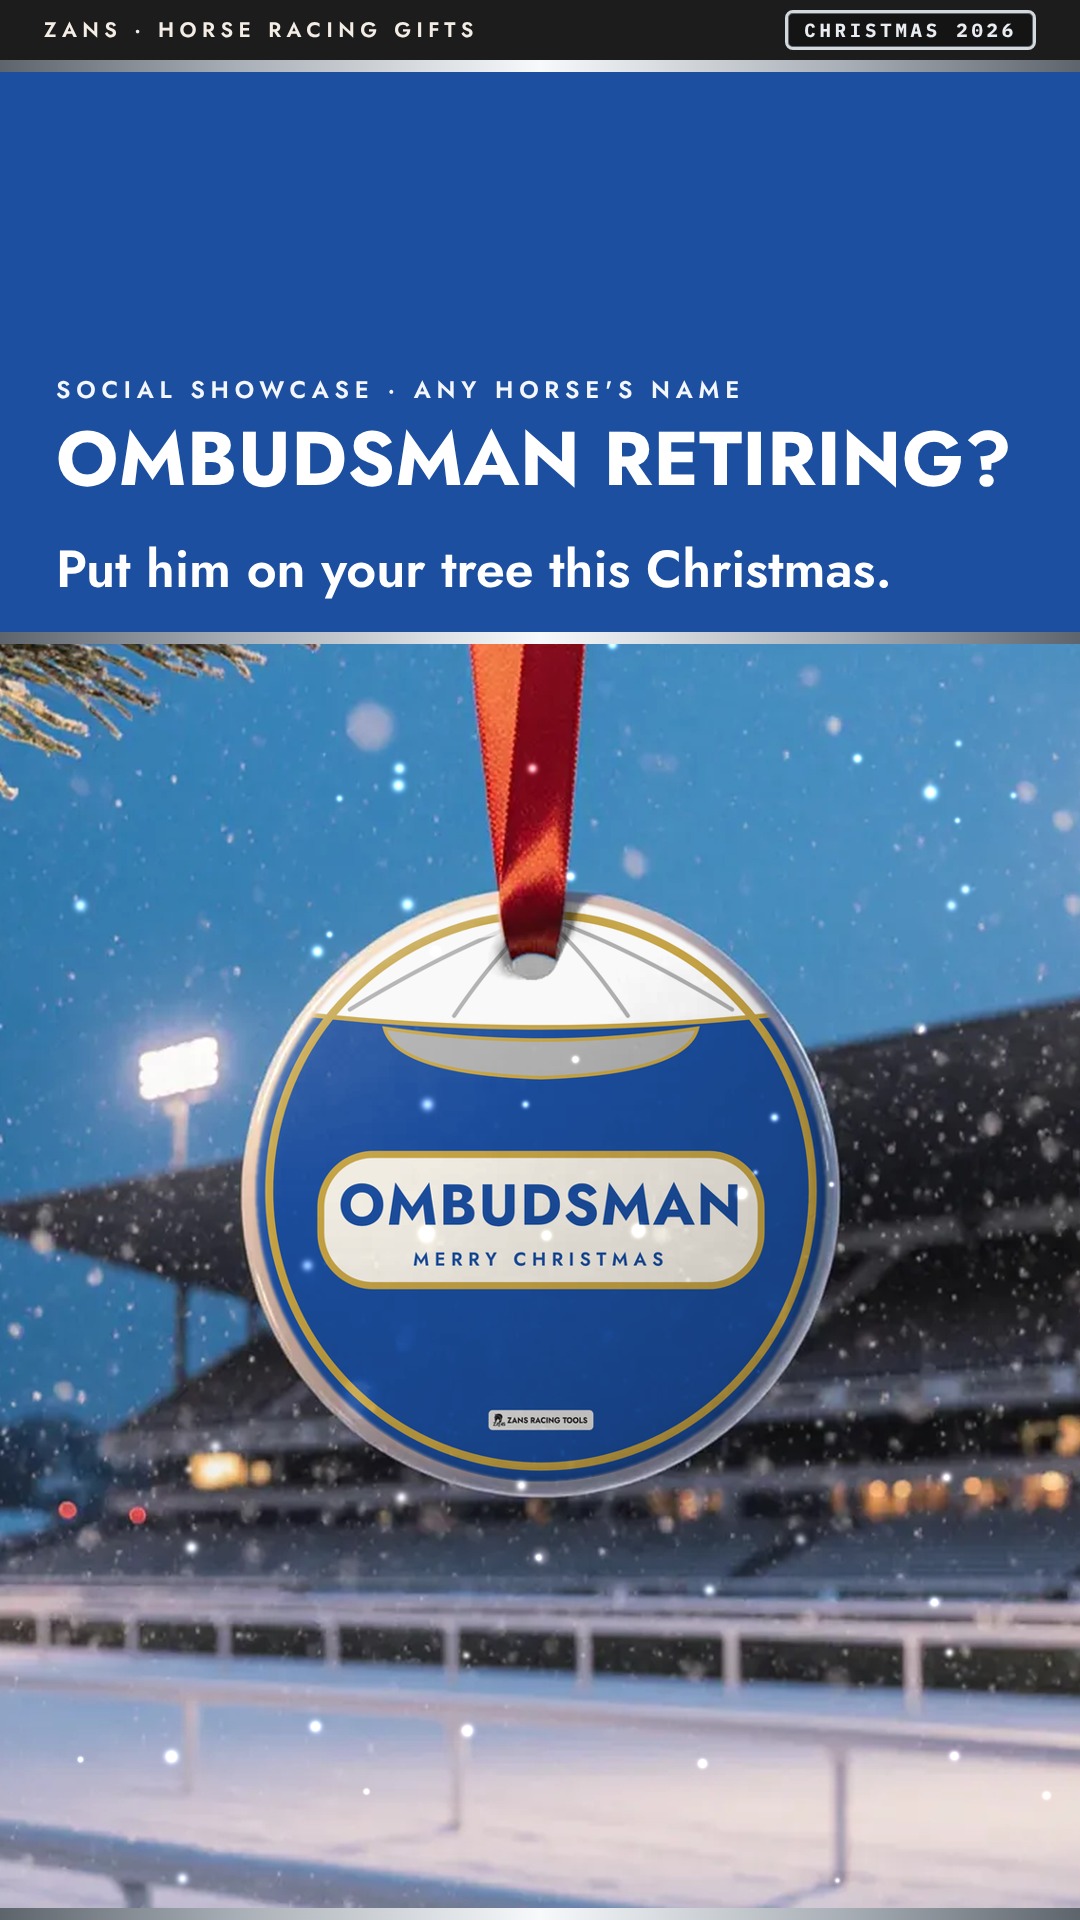 ZANS · HORSE RACING GIFTS
CHRISTMAS 2026
SOCIAL SHOWCASE · ANY HORSE'S NAME
OMBUDSMAN RETIRING?
Put him on your tree this Christmas.
OMBUDSMAN
MERRY CHRISTMAS
ZANS RACING TOOLS